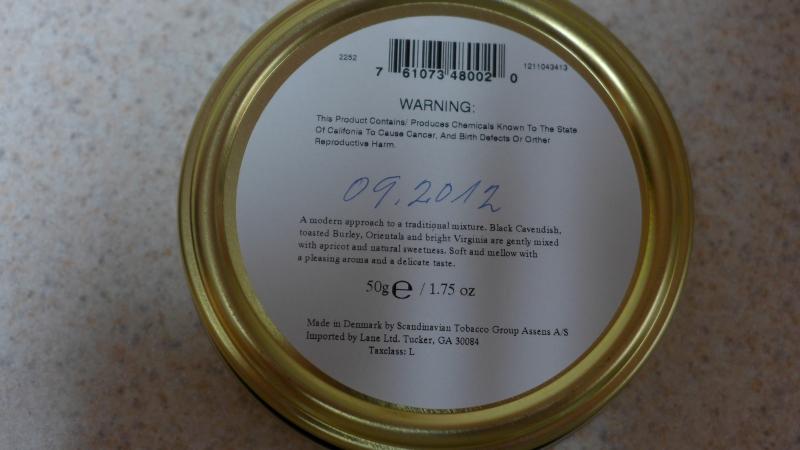 2252
1211043413
7 61073 48002 0
WARNING:
This Product Contains/ Produces Chemicals Known To The State
Of Califonia To Cause Cancer, And Birth Defects Or Orther
Reproductive Harm.
09.2012
A modern approach to a traditional mixture. Black Cavendish,
toasted Burley, Orientals and bright Virginia are gently mixed
with apricot and natural sweetness. Soft and mellow with
a pleasing aroma and a delicate taste.
50g e / 1.75 oz
Made in Denmark by Scandinavian Tobacco Group Assens A/S
Imported by Lane Ltd. Tucker, GA 30084
Taxclass: L